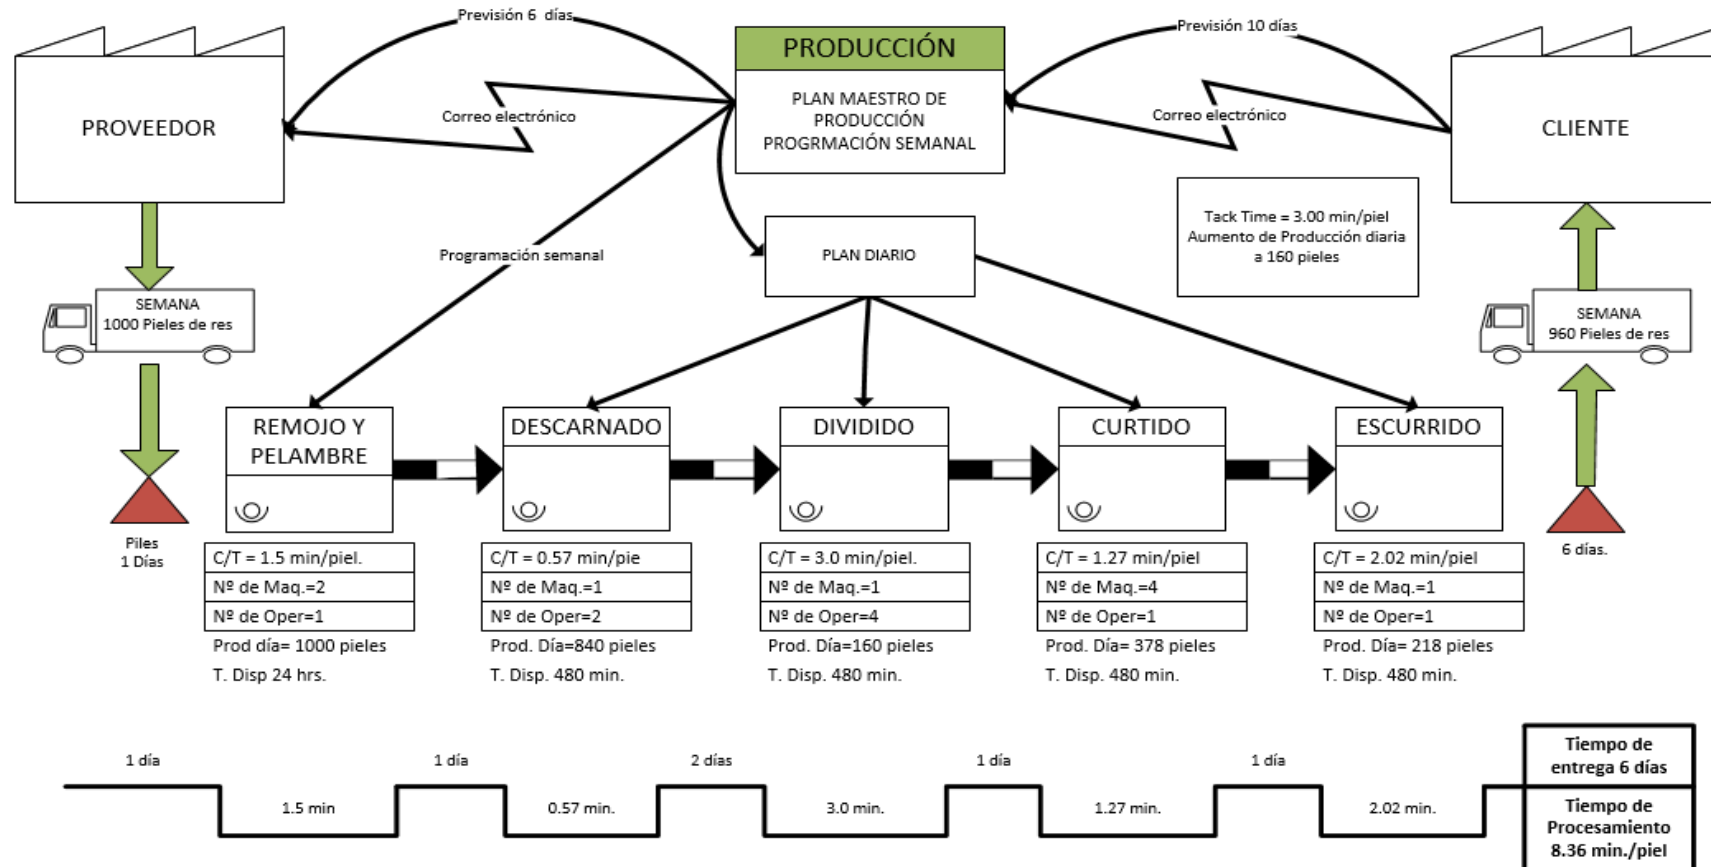 Previsión 6 días
Previsión 10 días
PRODUCCIÓN
PLAN MAESTRO DE
PRODUCCIÓN
PROGRMACIÓN SEMANAL
PROVEEDOR
Correo electrónico
Correo electrónico
CLIENTE
Tack Time = 3.00 min/piel
Aumento de Producción diaria
a 160 pieles
Programación semanal
PLAN DIARIO
SEMANA
1000 Pieles de res
SEMANA
960 Pieles de res
REMOJO Y
PELAMBRE
DESCARNADO
DIVIDIDO
CURTIDO
ESCURRIDO
Piles
1 Días
6 días.
C/T = 1.5 min/piel.
Nº de Maq.=2
Nº de Oper=1
Prod día= 1000 pieles
T. Disp 24 hrs.
C/T = 0.57 min/pie
Nº de Maq.=1
Nº de Oper=2
Prod. Día=840 pieles
T. Disp. 480 min.
C/T = 3.0 min/piel.
Nº de Maq.=1
Nº de Oper=4
Prod. Día=160 pieles
T. Disp. 480 min.
C/T = 1.27 min/piel
Nº de Maq.=4
Nº de Oper=1
Prod. Día= 378 pieles
T. Disp. 480 min.
C/T = 2.02 min/piel
Nº de Maq.=1
Nº de Oper=1
Prod. Día= 218 pieles
T. Disp. 480 min.
1 día
1 día
2 días
1 día
1 día
1.5 min
0.57 min.
3.0 min.
1.27 min.
2.02 min.
Tiempo de
entrega 6 días
Tiempo de
Procesamiento
8.36 min./piel